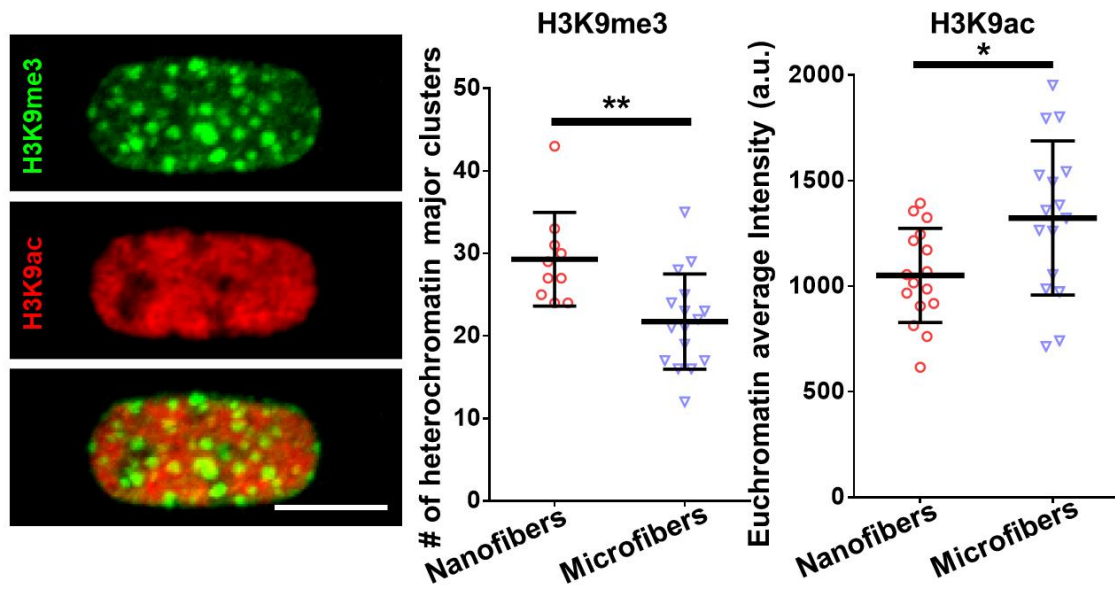 H3K9me3
H3K9ac
# of heterochromatin major clusters
H3K9me3
**
50
40
30
20
10
0
Nanofibers
Microfibers
Euchromatin average Intensity (a.u.)
H3K9ac
*
2000
1500
1000
500
0
Nanofibers
Microfibers